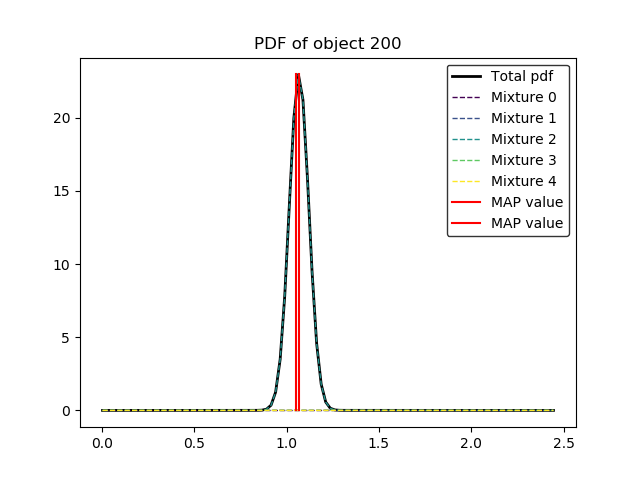 PDF of object 200
Total pdf
Mixture 0
Mixture 1
Mixture 2
Mixture 3
Mixture 4
MAP value
MAP value
20
15
10
5
0
0.0 0.5 1.0 1.5 2.0 2.5